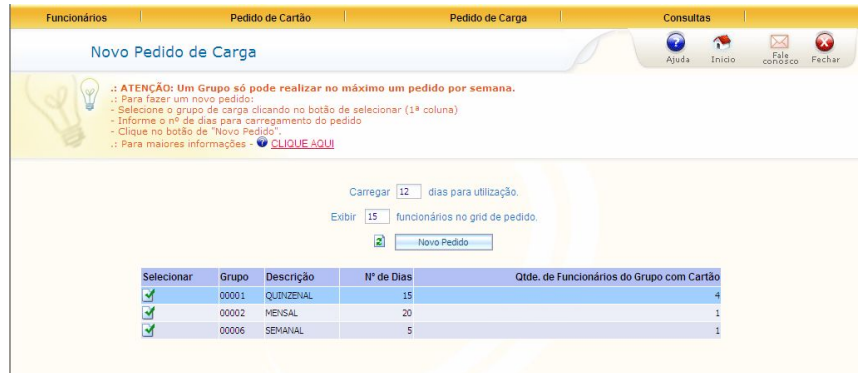 Funcionários Pedido de Cartão Pedido de Carga Consultas
Novo Pedido de Carga
Ajuda Inicio Fale conosco Fechar
.: ATENÇÃO: Um Grupo só pode realizar no máximo um pedido por semana.
.: Para fazer um novo pedido:
- Selecione o grupo de carga clicando no botão de selecionar (1ª coluna)
- Informe o nº de dias para carregamento do pedido
- Clique no botão de "Novo Pedido".
.: Para maiores informações - CLIQUE AQUI
Carregar 12 dias para utilização.
Exibir 15 funcionários no grid de pedido.
Novo Pedido
Selecionar Grupo Descrição Nº de Dias Qtde. de Funcionários do Grupo com Cartão
00001 QUINZENAL 15 4
00002 MENSAL 20 1
00006 SEMANAL 5 1